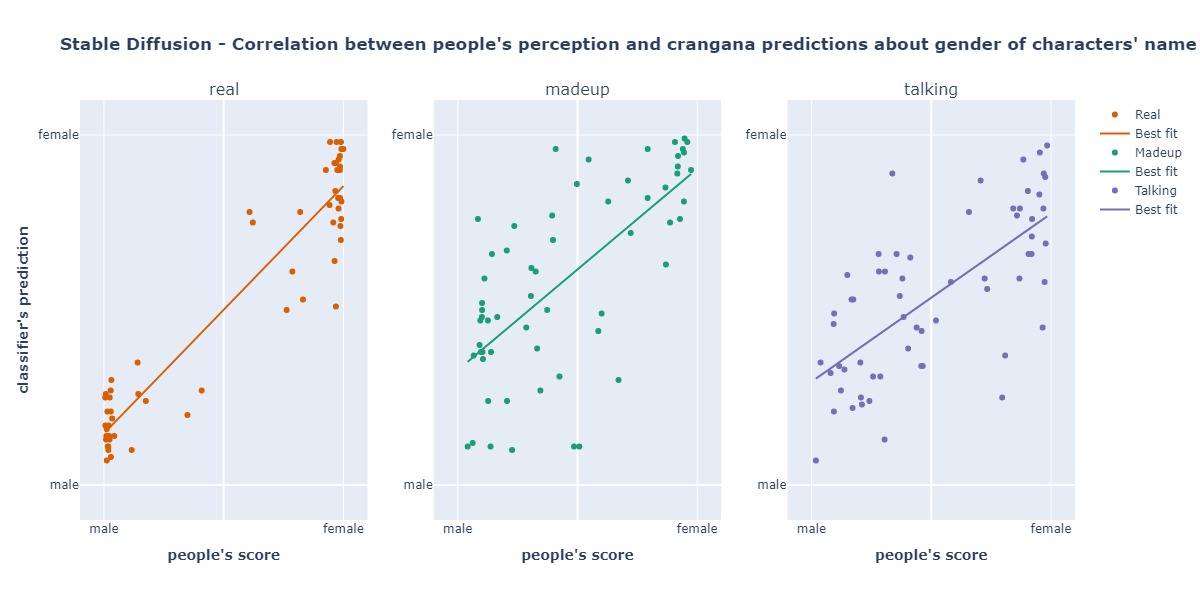 Stable Diffusion - Correlation between people's perception and crangana predictions about gender of characters' name
real
madeup
talking
female
male
classifier's prediction
male
female
people's score
female
male
male
female
people's score
female
male
male
female
people's score
Real
Best fit
Madeup
Best fit
Talking
Best fit